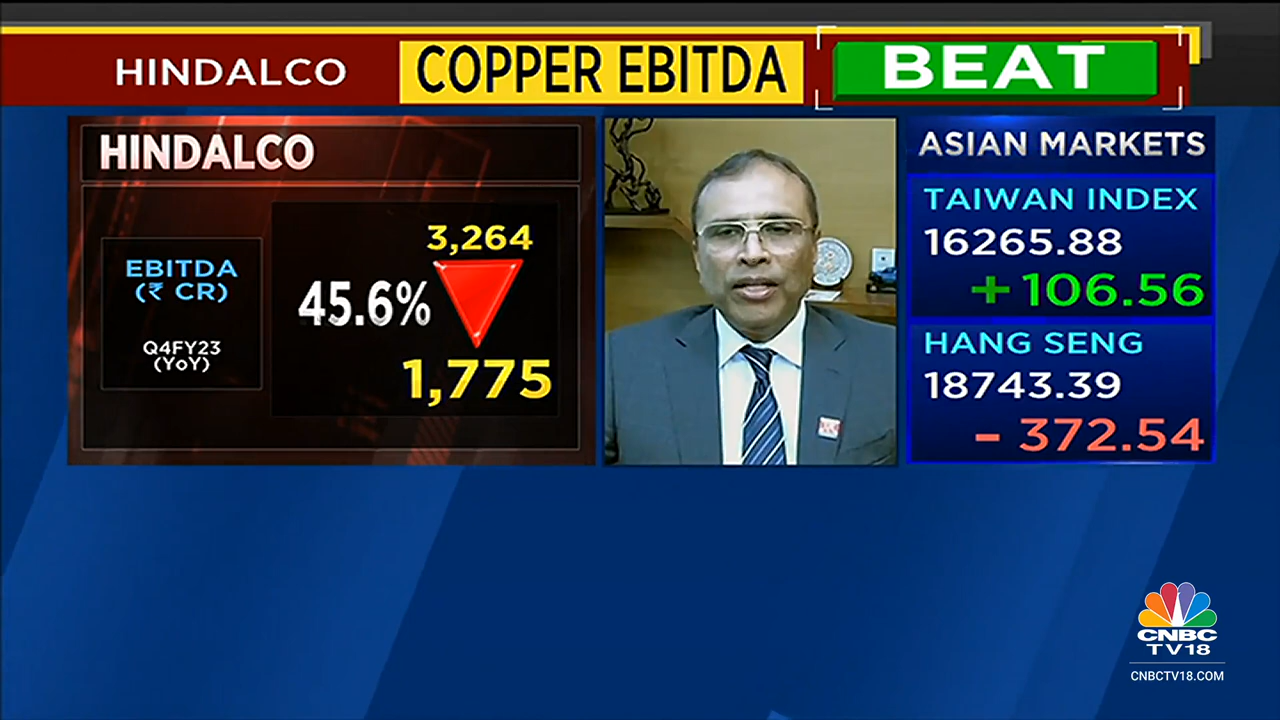 HINDALCO
COPPER EBITDA
BEAT
HINDALCO
EBITDA
(₹ CR)
Q4FY23
(YoY)
3,264
45.6%
1,775
ASIAN MARKETS
TAIWAN INDEX
16265.88
+106.56
HANG SENG
18743.39
- 372.54
CNBC
TV18
CNBCTV18.COM